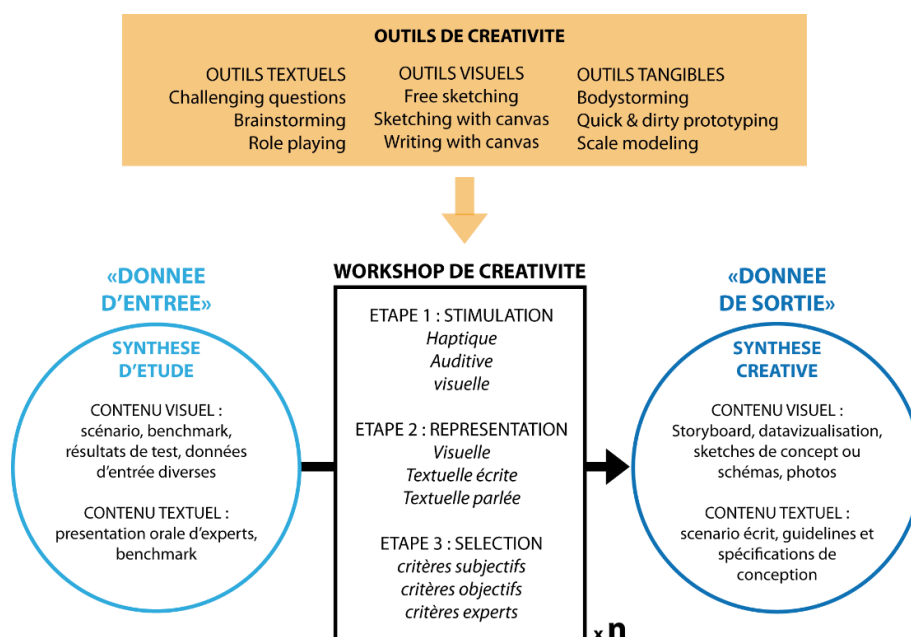 OUTILS DE CREATIVITE
OUTILS TEXTUELS
Challenging questions
Brainstorming
Role playing
OUTILS VISUELS
Free sketching
Sketching with canvas
Writing with canvas
OUTILS TANGIBLES
Bodystorming
Quick & dirty prototyping
Scale modeling
«DONNEE
D’ENTREE»
SYNTHESE
D’ETUDE
CONTENU VISUEL :
scénario, benchmark,
résultats de test, données
d’entrée diverses
CONTENU TEXTUEL :
presentation orale d’experts,
benchmark
WORKSHOP DE CREATIVITE
ETAPE 1 : STIMULATION
Haptique
Auditive
visuelle
ETAPE 2 : REPRESENTATION
Visuelle
Textuelle écrite
Textuelle parlée
ETAPE 3 : SELECTION
critères subjectifs
critères objectifs
critères experts
x n
«DONNEE
DE SORTIE»
SYNTHESE
CREATIVE
CONTENU VISUEL :
Storyboard, datavizualisation,
sketches de concept ou
schémas, photos
CONTENU TEXTUEL :
scenario écrit, guidelines et
spécifications de
conception